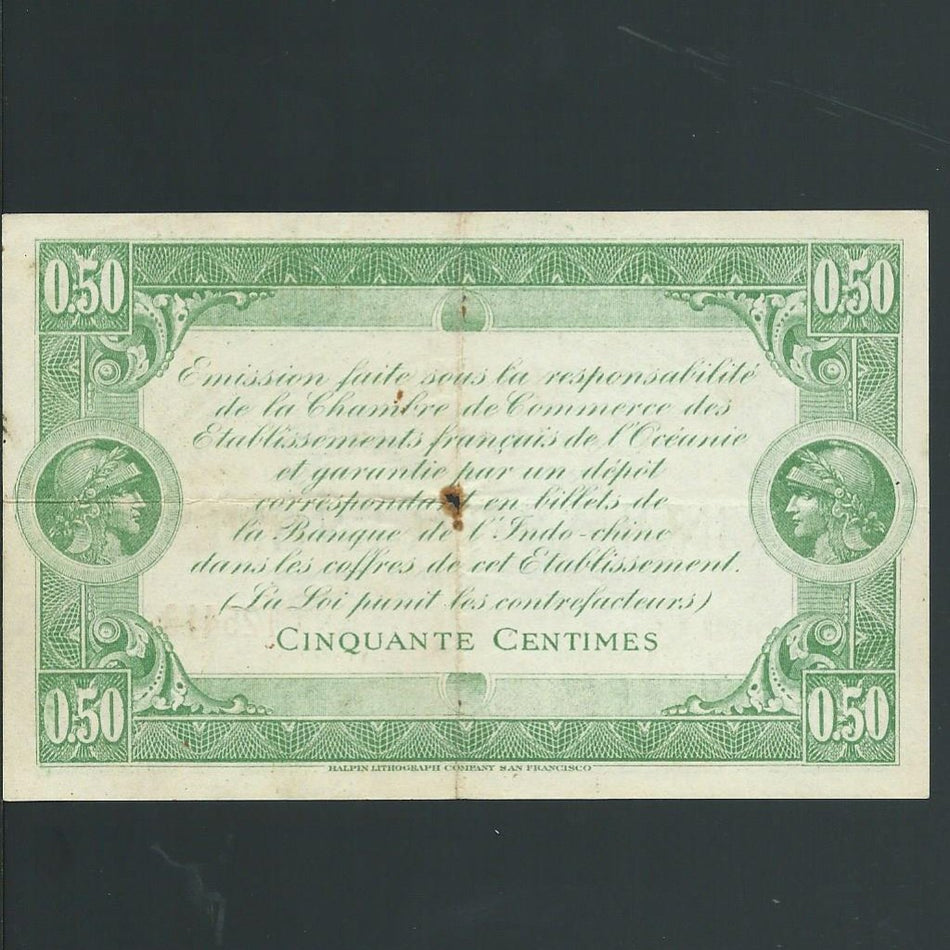 0.50 0.50
Emission faite sous la responsabilité
de la Chambre de Commerce des
Etablissements français de l'Océanie
et garantie par un dépôt
correspondant en billets de
la Banque de l'Indo-chine
dans les coffres de cet Etablissement.
(La Loi punit les contrefacteurs)
CINQUANTE CENTIMES
0.50 0.50
HALPIN LITHOGRAPH COMPANY SAN FRANCISCO